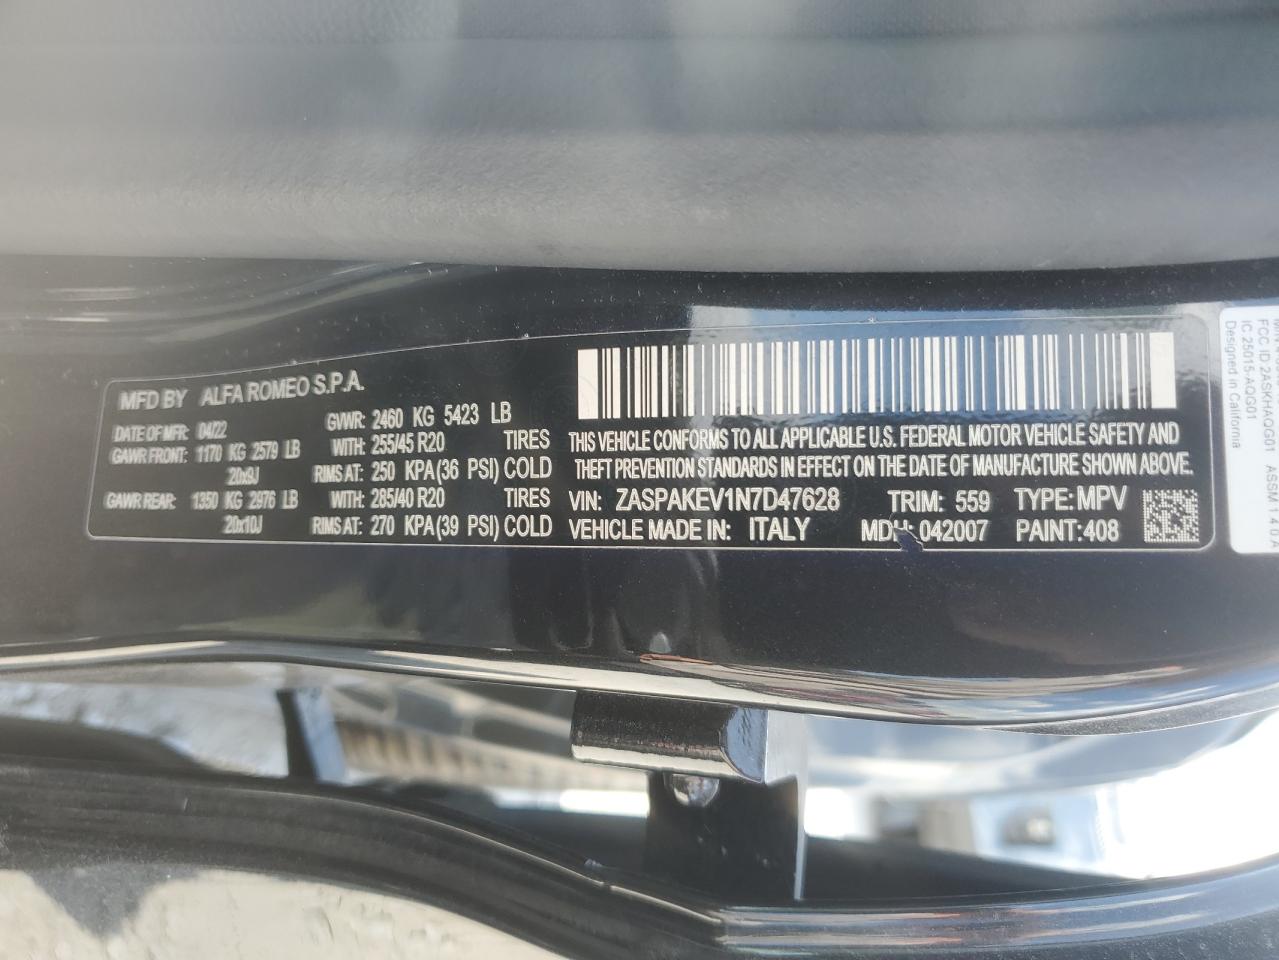 MFD BY ALFA ROMEO S.P.A.
DATE OF MFR: 04/22 GVWR: 2460 KG 5423 LB
GAWR FRONT: 1170 KG 2579 LB WITH: 255/45 R20 TIRES
20x9J RIMS AT: 250 KPA(36 PSI) COLD
GAWR REAR: 1350 KG 2976 LB WITH: 285/40 R20 TIRES
20x10J RIMS AT: 270 KPA(39 PSI) COLD
THIS VEHICLE CONFORMS TO ALL APPLICABLE U.S. FEDERAL MOTOR VEHICLE SAFETY AND
THEFT PREVENTION STANDARDS IN EFFECT ON THE DATE OF MANUFACTURE SHOWN ABOVE.
VIN: ZASPAKEV1N7D47628 TRIM: 559 TYPE: MPV
VEHICLE MADE IN: ITALY MDH: 042007 PAINT: 408
FCC ID 2ASKHAQG01 ASSM 1 4 0 A
IC 25015-AQG01
Designed in California